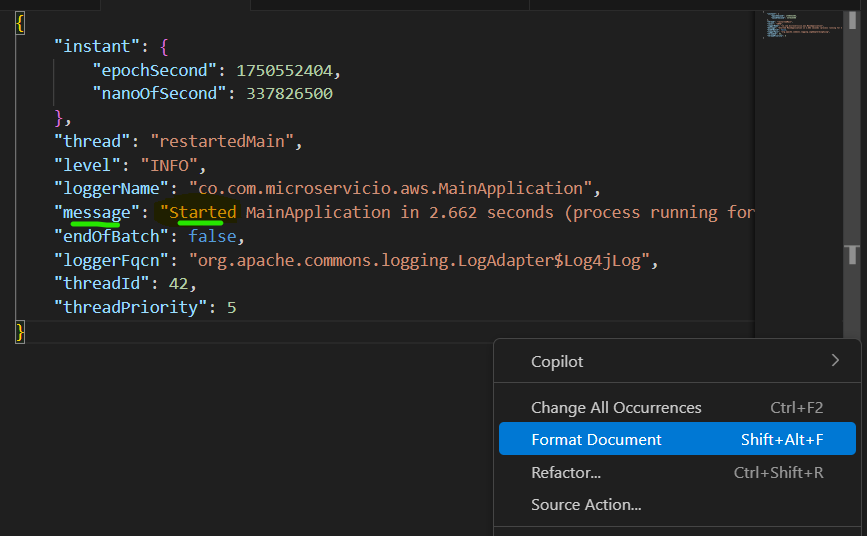 {
"instant": {
"epochSecond": 1750552404,
"nanoOfSecond": 337826500
},
"thread": "restartedMain",
"level": "INFO",
"loggerName": "co.com.microservicio.aws.MainApplication",
"message": "Started MainApplication in 2.662 seconds (process running for
"endOfBatch": false,
"loggerFqcn": "org.apache.commons.logging.LogAdapter$Log4jLog",
"threadId": 42,
"threadPriority": 5
}
Copilot
Change All Occurrences Ctrl+F2
Format Document Shift+Alt+F
Refactor... Ctrl+Shift+R
Source Action...